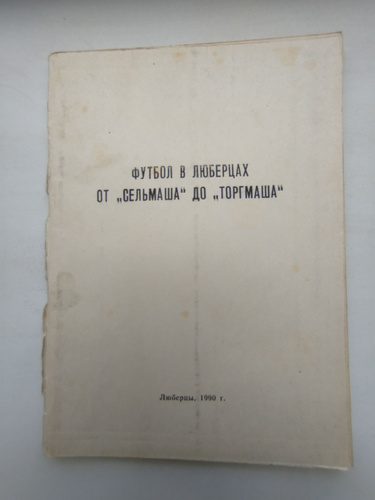 ФУТБОЛ В ЛЮБЕРЦАХ
ОТ „СЕЛЬМАША“ ДО „ТОРГМАША“
Люберцы, 1990 г.